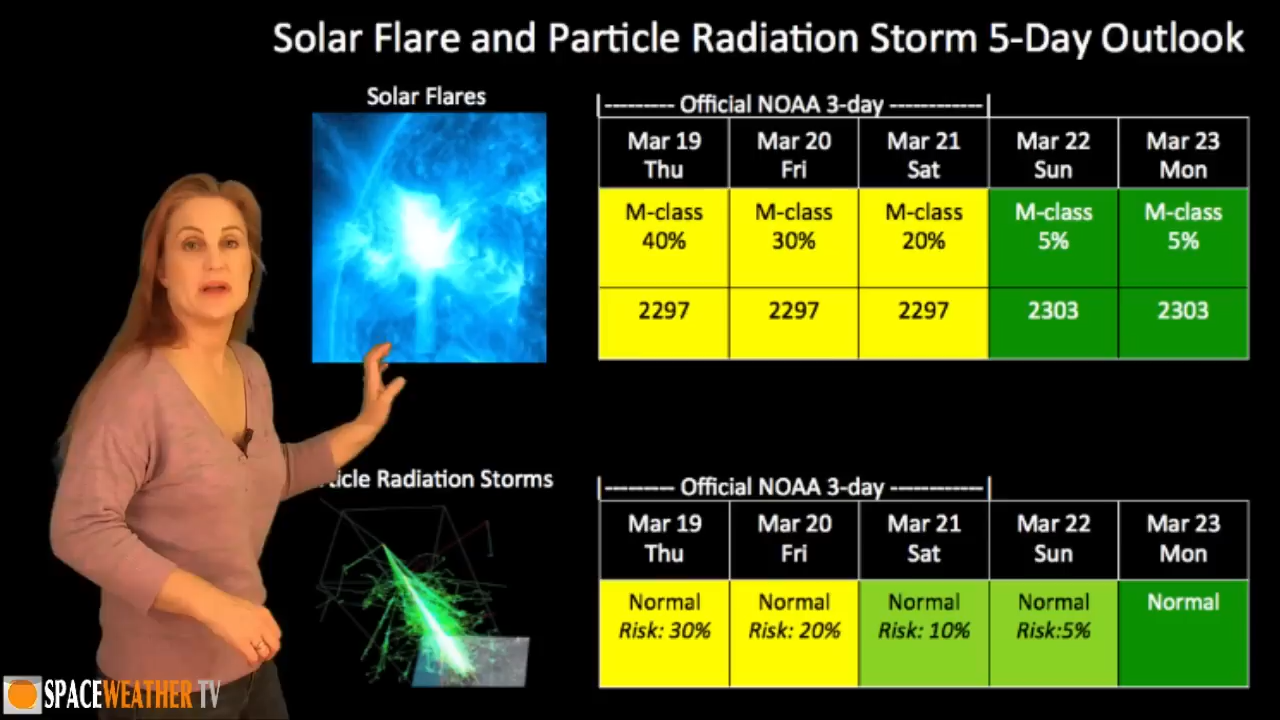 Solar Flare and Particle Radiation Storm 5-Day Outlook
Solar Flares
|--------- Official NOAA 3-day ------------|
Mar 19 Mar 20 Mar 21 Mar 22 Mar 23
Thu Fri Sat Sun Mon
M-class M-class M-class M-class M-class
40% 30% 20% 5% 5%
2297 2297 2297 2303 2303
ticle Radiation Storms
|--------- Official NOAA 3-day ------------|
Mar 19 Mar 20 Mar 21 Mar 22 Mar 23
Thu Fri Sat Sun Mon
Normal Normal Normal Normal Normal
Risk: 30% Risk: 20% Risk: 10% Risk:5%
SPACEWEATHER TV